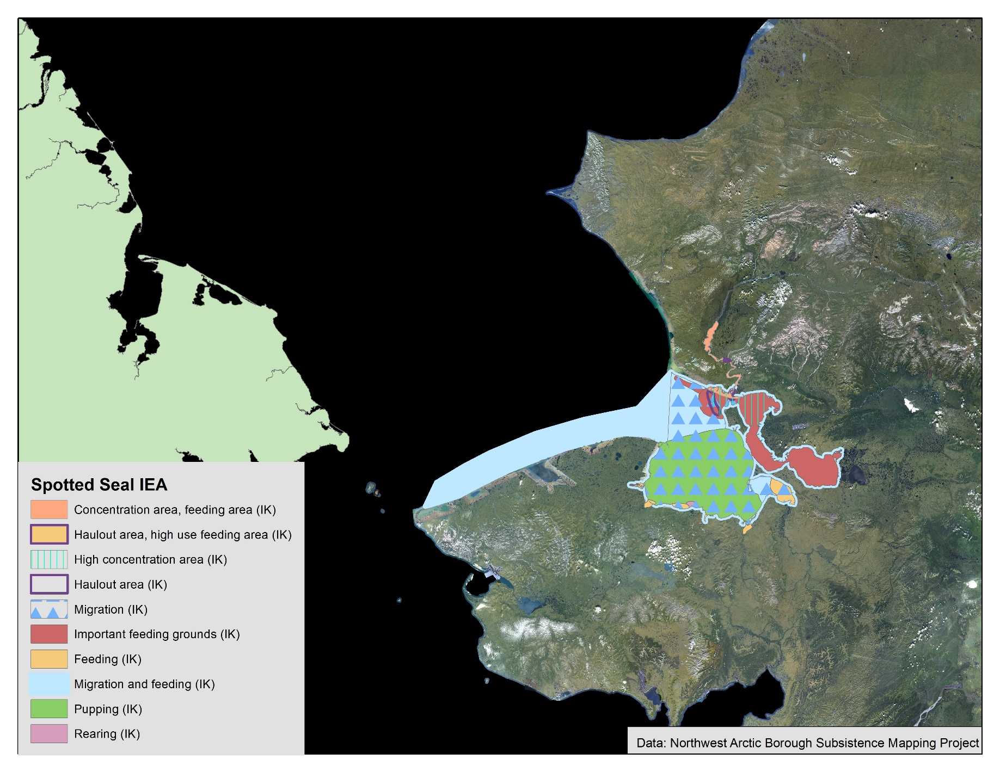 Spotted Seal IEA
Concentration area, feeding area (IK)
Haulout area, high use feeding area (IK)
High concentration area (IK)
Haulout area (IK)
Migration (IK)
Important feeding grounds (IK)
Feeding (IK)
Migration and feeding (IK)
Pupping (IK)
Rearing (IK)
Data: Northwest Arctic Borough Subsistence Mapping Project